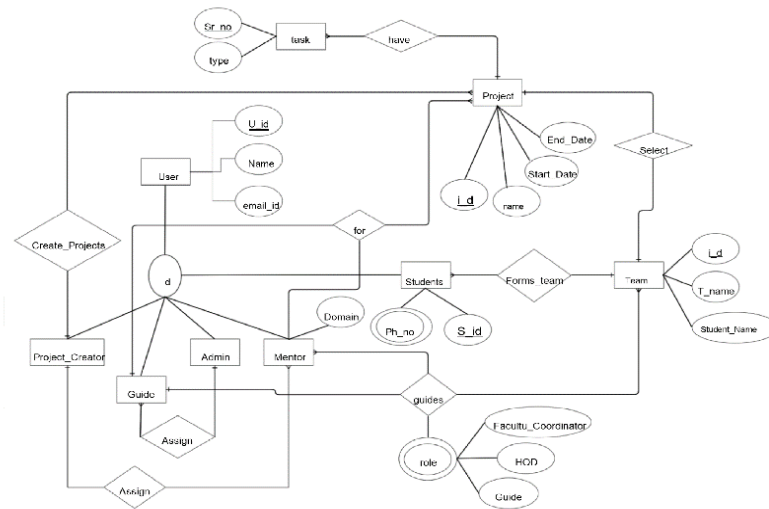 Sr_no
task
have
type
Project
U_id
End_Date
Select
Name
User
Start_Date
i_d
name
email_id
for
Create_Projects
i_d
d
Students
Forms_team
Team
T_name
Domain
Ph_no
S_id
Student_Name
Project_Creator
Admin
Mentor
Guide
guides
Facultu_Coordinator
Assign
role
HOD
Assign
Guide